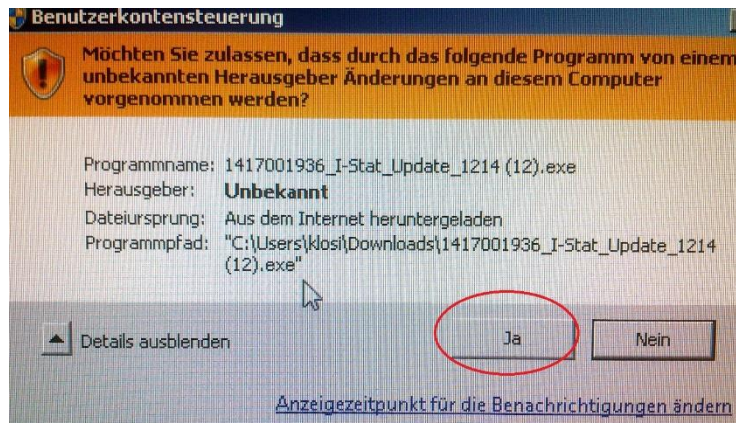 Benutzerkontensteuerung
Möchten Sie zulassen, dass durch das folgende Programm von einem
unbekannten Herausgeber Änderungen an diesem Computer
vorgenommen werden?
Programmname: 1417001936_I-Stat_Update_1214 (12).exe
Herausgeber: Unbekannt
Dateiursprung: Aus dem Internet heruntergeladen
Programmpfad: "C:\Users\klosi\Downloads\1417001936_I-Stat_Update_1214
(12).exe"
Details ausblenden
Ja
Nein
Anzeigezeitpunkt für die Benachrichtigungen ändern